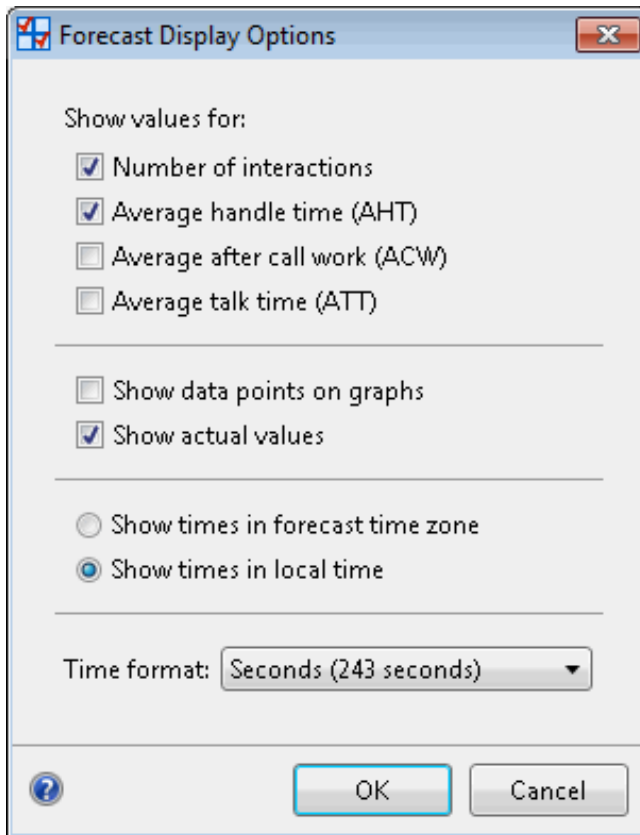 Forecast Display Options
Show values for:
Number of interactions
Average handle time (AHT)
Average after call work (ACW)
Average talk time (ATT)
Show data points on graphs
Show actual values
Show times in forecast time zone
Show times in local time
Time format: Seconds (243 seconds)
? OK Cancel